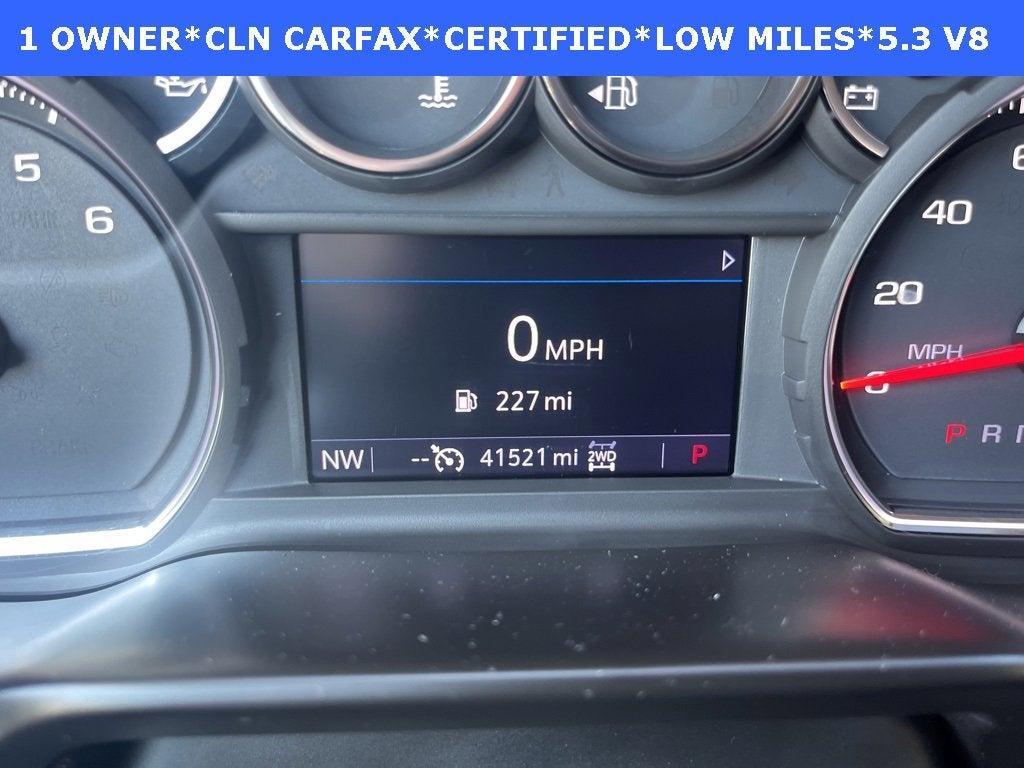 1 OWNER*CLN CARFAX*CERTIFIED*LOW MILES*5.3 V8
5
6
40
20
0 MPH
MPH
227 mi
0
P R
NW -- 41521 mi 2WD P